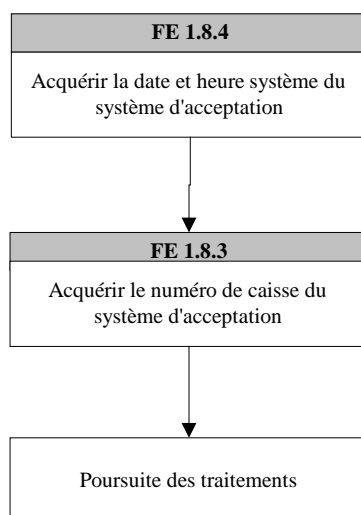 FE 1.8.4
Acquérir la date et heure système du
système d'acceptation
FE 1.8.3
Acquérir le numéro de caisse du
système d'acceptation
Poursuite des traitements